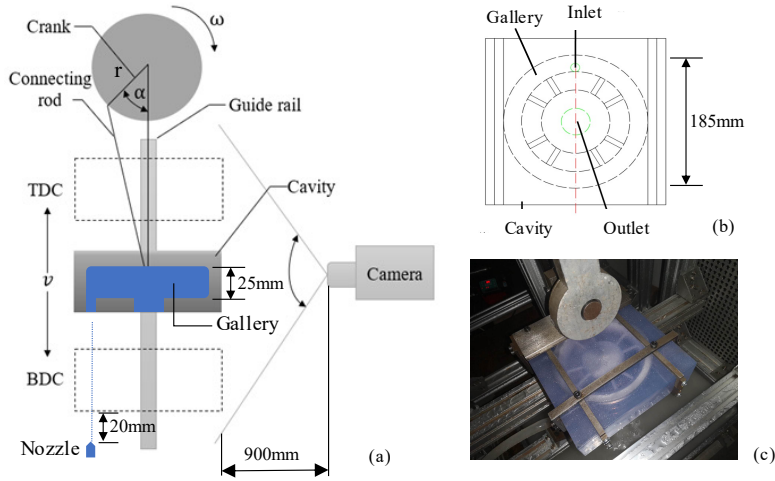 Crank
ω
r
α
Connecting
rod
Guide rail
TDC
Cavity
v
Camera
25mm
Gallery
BDC
20mm
Nozzle
900mm
(a)
Gallery
Inlet
185mm
Cavity
Outlet
(b)
(c)